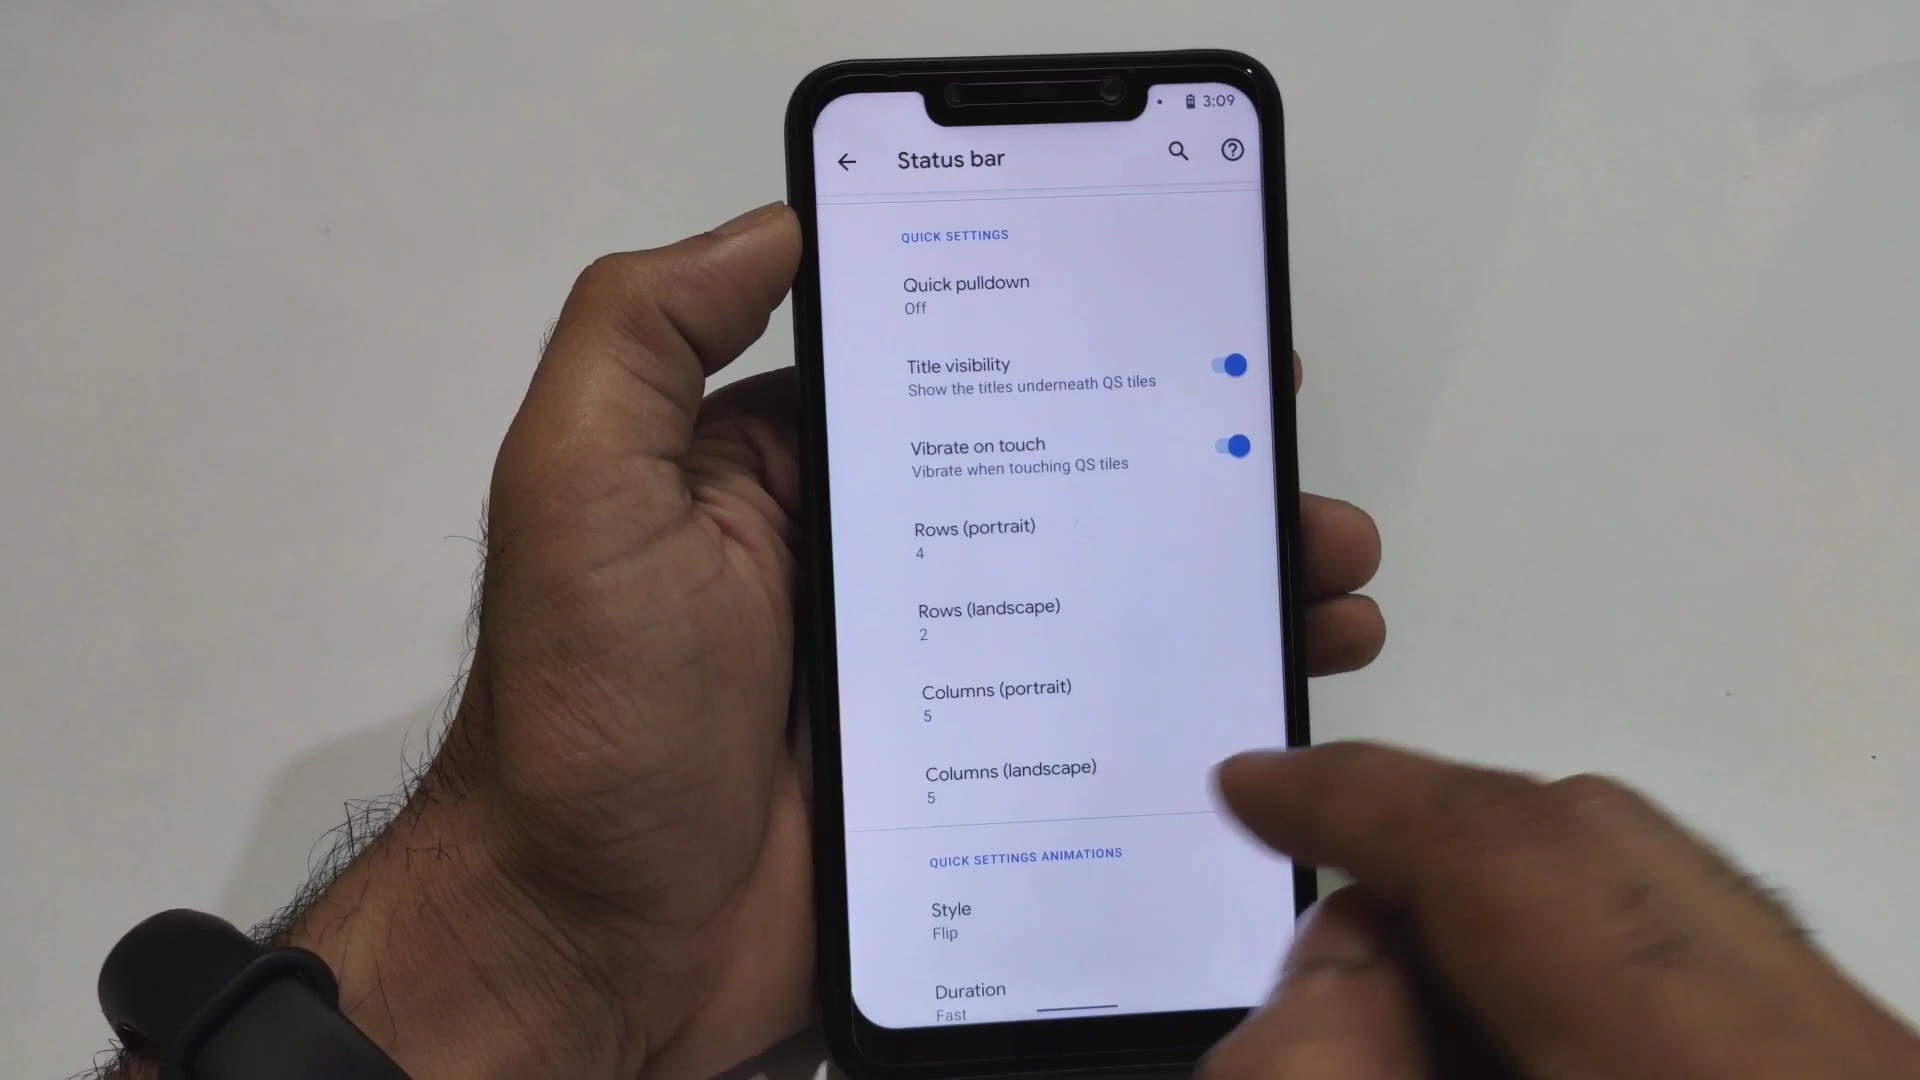 3:09
Status bar
QUICK SETTINGS
Quick pulldown
Off
Title visibility
Show the titles underneath QS tiles
Vibrate on touch
Vibrate when touching QS tiles
Rows (portrait)
4
Rows (landscape)
2
Columns (portrait)
5
Columns (landscape)
5
QUICK SETTINGS ANIMATIONS
Style
Flip
Duration
Fast